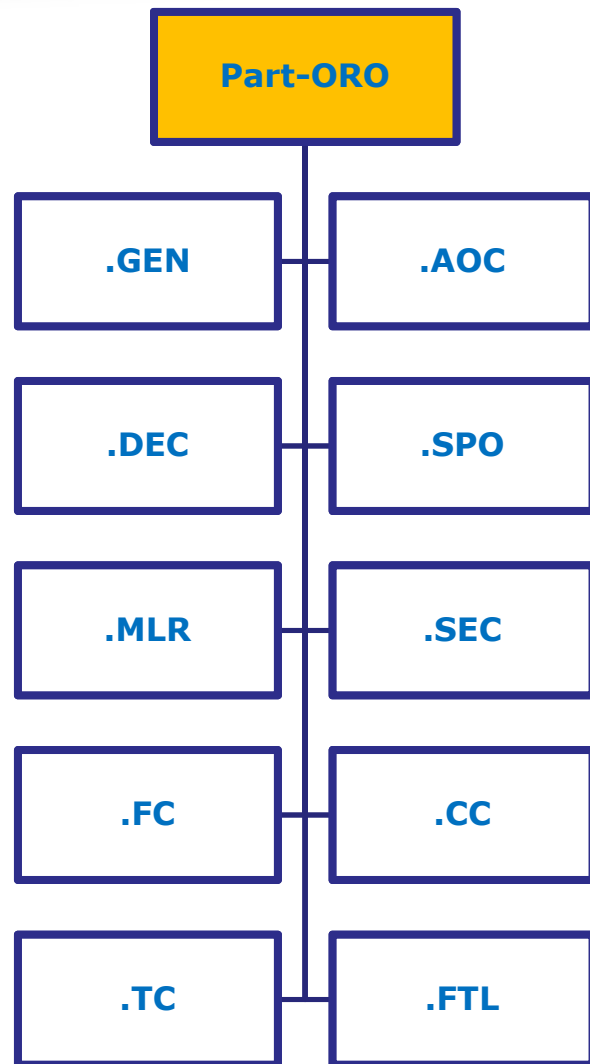 Part-ORO
.GEN
.AOC
.DEC
.SPO
.MLR
.SEC
.FC
.CC
.TC
.FTL